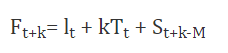 Fₜ₊ₖ= lₜ + kTₜ + Sₜ₊ₖ₋M